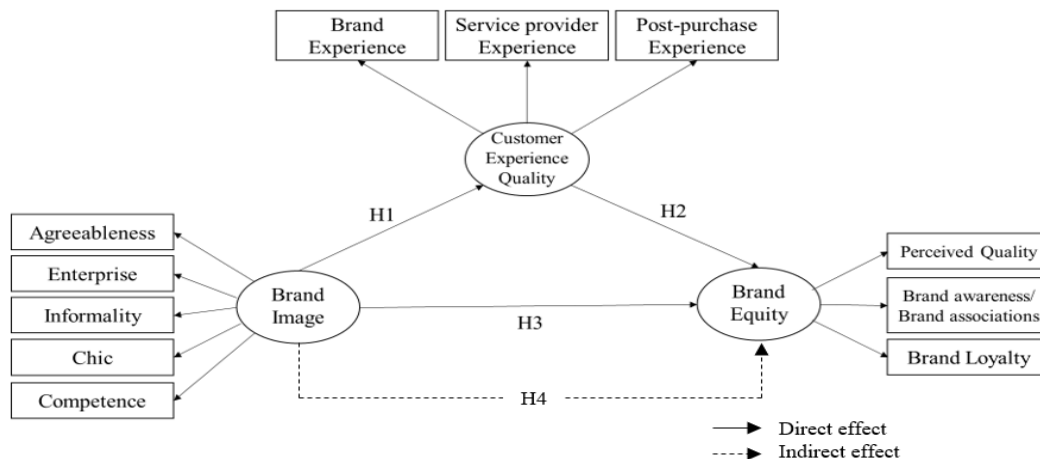 Brand
Experience
Service provider
Experience
Post-purchase
Experience
Customer
Experience
Quality
H1
H2
Agreeableness
Enterprise
Informality
Chic
Competence
Brand
Image
H3
Brand
Equity
Perceived Quality
Brand awareness/
Brand associations
Brand Loyalty
H4
Direct effect
Indirect effect